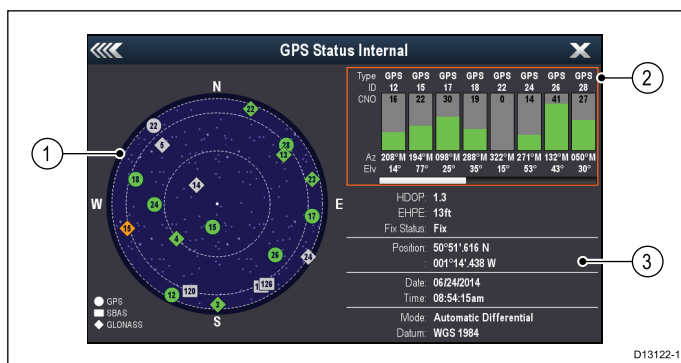 GPS Status Internal
N
W
E
S
22
5
22
28
13
18
14
23
24
17
15
15
4
26
24
12
120
126
3
GPS
SBAS
GLONASS
Type GPS GPS GPS GPS GPS GPS GPS GPS
ID 12 15 17 18 22 24 26 28
CNO 16 22 30 19 0 14 41 27
Az 208°M 194°M 098°M 288°M 322°M 271°M 132°M 050°M
Elv 14° 77° 25° 35° 15° 53° 43° 30°
HDOP: 1.3
EHPE: 13ft
Fix Status: Fix
Position: 50°51'.616 N
: 001°14'.438 W
Date: 06/24/2014
Time: 08:54:15am
Mode: Automatic Differential
Datum: WGS 1984
1
2
3
D13122-1